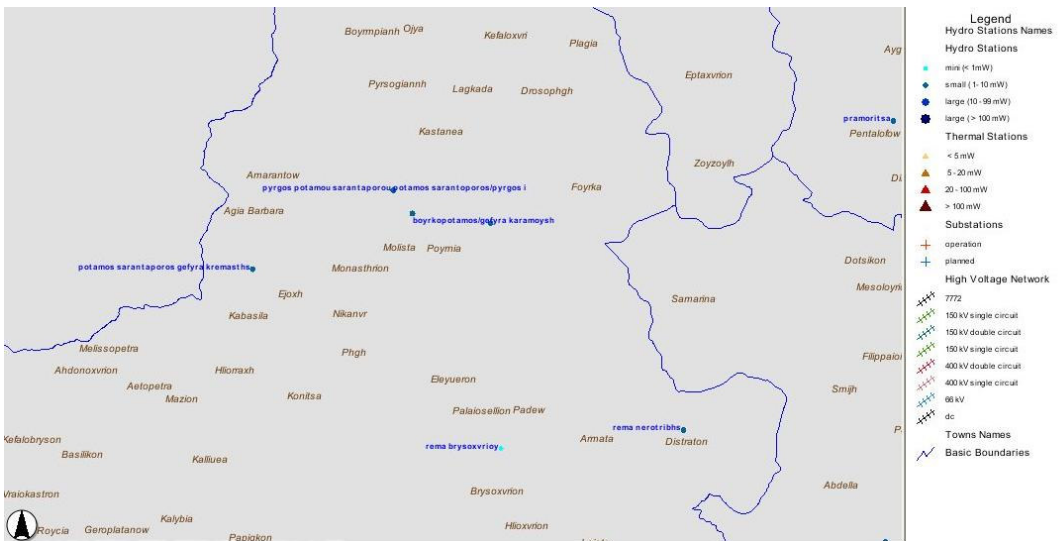 Boyrmpianh Ojya
Kefaloxvri
Plagia
Ayg
Eptaxvrion
Pyrsogiannh
Lagkada
Drosophgh
pramoritsa
Kastanea
Pentalofow
Zoyzoylh
Amarantow
pyrgos potamou sarantaporou potamos sarantoporos/pyrgos i
Foyrka
Agia Barbara
boyrkopotamos/gefyra karamoysh
Molista
Poymia
potamos sarantaporos gefyra kremasths
Monasthrion
Dotsikon
Mesoloyri
Ejoxh
Samarina
Kabasila
Nikanvr
Melissopetra
Phgh
Filippaioi
Ahdonoxvrion
Hliorraxh
Aetopetra
Eleyueron
Smijh
Mazion
Konitsa
Palaiosellion
Padew
rema nerotribhs
Kefalobryson
rema brysoxvrioy
Armata
Distraton
Basilikon
Kalliuea
Abdella
Vraiokastron
Brysoxvrion
Roycia
Geroplatanow
Kalybia
Hlioxvrion
Papigkon
Legend
Hydro Stations Names
Hydro Stations
mini (< 1mW)
small (1-10 mW)
large (10-99 mW)
large (> 100 mW)
Thermal Stations
< 5 mW
5-20 mW
20-100 mW
> 100 mW
Substations
operation
planned
High Voltage Network
7772
150 kV single circuit
150 kV double circuit
150 kV single circuit
400 kV double circuit
400 kV single circuit
66 kV
dc
Towns Names
Basic Boundaries